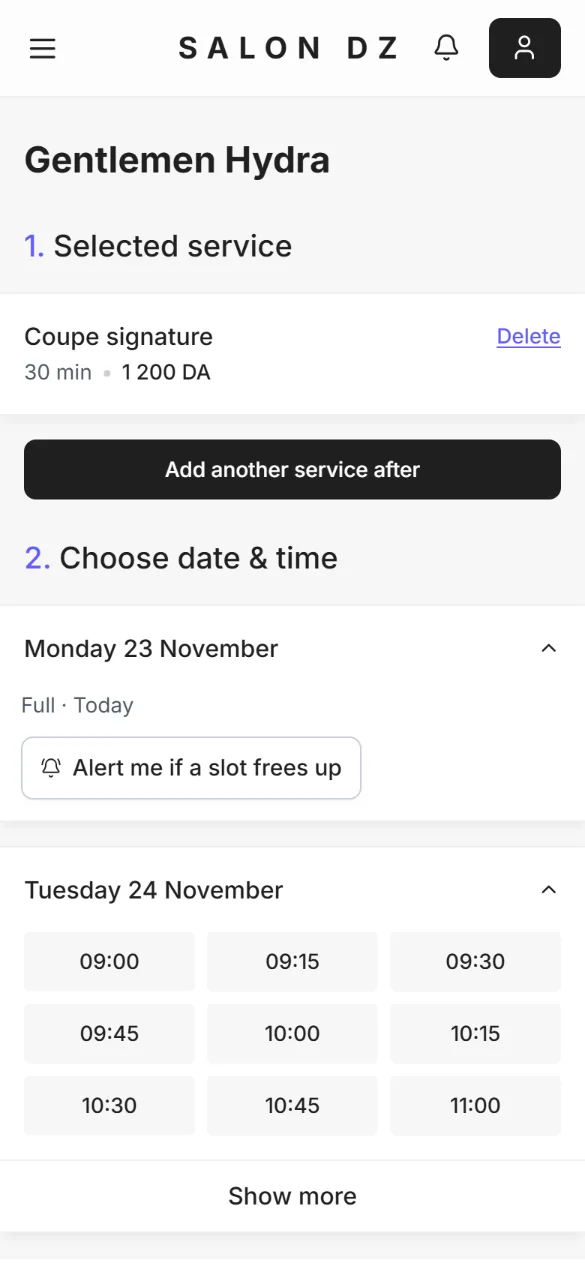 SALON DZ
Gentlemen Hydra
1. Selected service
Coupe signature Delete
30 min • 1 200 DA
Add another service after
2. Choose date & time
Monday 23 November
Full · Today
Alert me if a slot frees up
Tuesday 24 November
09:00 09:15 09:30
09:45 10:00 10:15
10:30 10:45 11:00
Show more